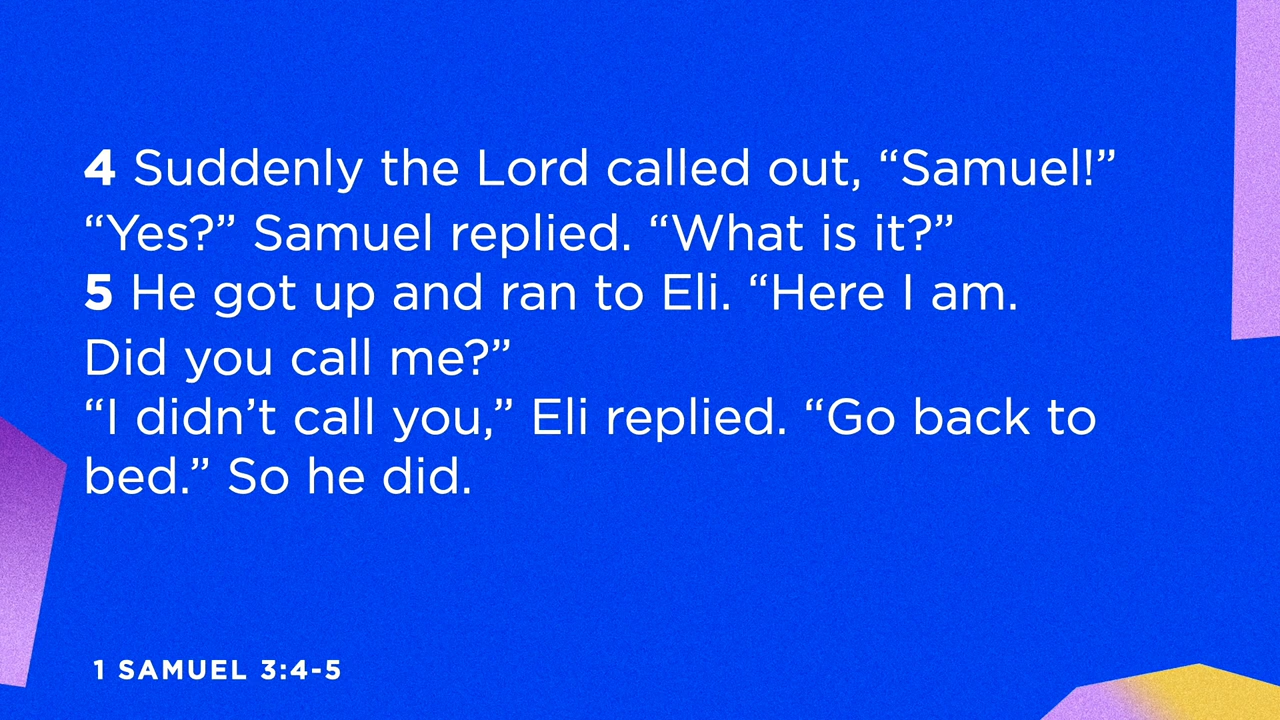 4 Suddenly the Lord called out, “Samuel!”
“Yes?” Samuel replied. “What is it?”
5 He got up and ran to Eli. “Here I am.
Did you call me?”
“I didn’t call you,” Eli replied. “Go back to
bed.” So he did.
1 SAMUEL 3:4-5